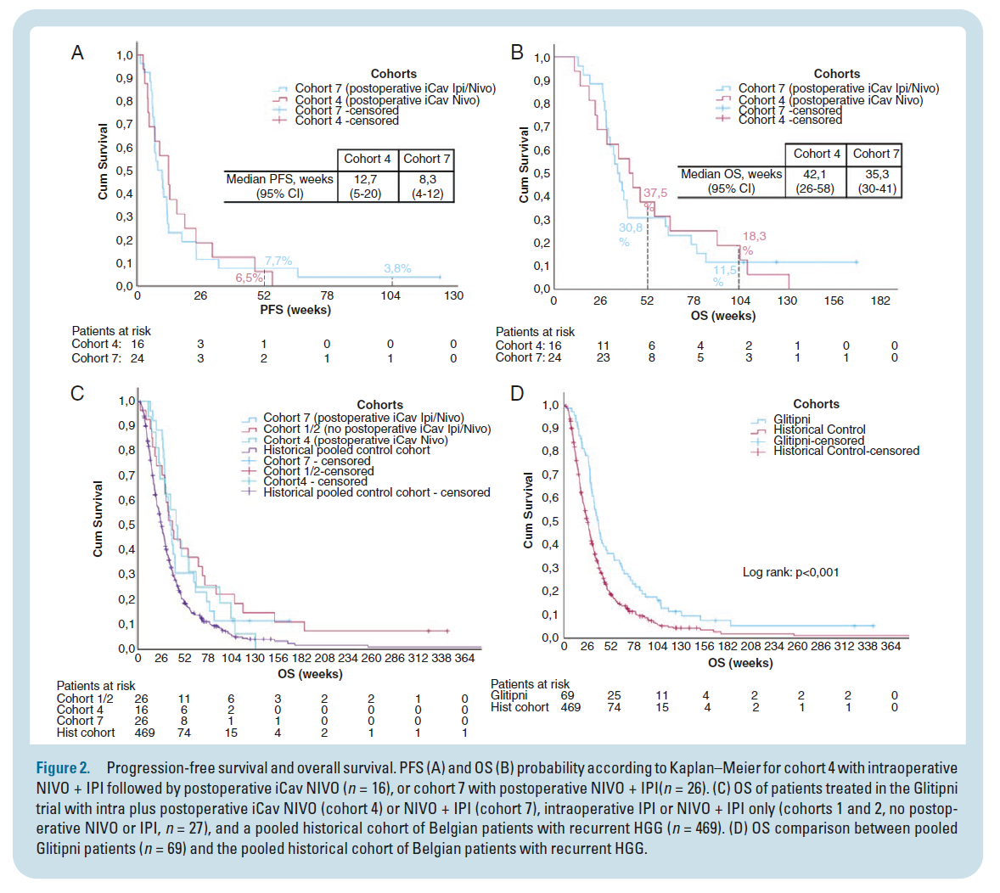 A
1,0
0,9
0,8
0,7
0,6
0,5
0,4
0,3
0,2
0,1
0,0
Cum Survival
Cohorts
Cohort 7 (postoperative iCav Ipi/Nivo)
Cohort 4 (postoperative iCav Nivo)
Cohort 7 -censored
Cohort 4 -censored
Cohort 4 Cohort 7
Median PFS, weeks 12,7 8,3
(95% CI) (5-20) (4-12)
7,7%
6,5%
3,8%
0 26 52 78 104 130
PFS (weeks)
Patients at risk
Cohort 4: 16 3 1 0 0 0
Cohort 7: 24 3 2 1 1 0
B
1,0
0,9
0,8
0,7
0,6
0,5
0,4
0,3
0,2
0,1
0,0
Cum Survival
Cohorts
Cohort 7 (postoperative iCav Ipi/Nivo)
Cohort 4 (postoperative iCav Nivo)
Cohort 7 -censored
Cohort 4 -censored
Cohort 4 Cohort 7
Median OS, weeks 42,1 35,3
(95% CI) (26-58) (30-41)
37,5
%
30,8
%
18,3
%
11,5
%
0 26 52 78 104 130 156 182
OS (weeks)
Patients at risk
Cohort 4: 16 11 6 4 2 1 0 0
Cohort 7: 24 23 8 5 3 1 1 0
C
1,0
0,9
0,8
0,7
0,6
0,5
0,4
0,3
0,2
0,1
0,0
Cum Survival
Cohorts
Cohort 7 (postoperative iCav Ipi/Nivo)
Cohort 1/2 (no postoperative iCav Ipi/Nivo)
Cohort 4 (postoperative iCav Nivo)
Historical pooled control cohort
Cohort 7 - censored
Cohort 1/2-censored
Cohort4 - censored
Historical pooled control cohort - censored
0 26 52 78 104 130 156 182 208 234 260 286 312 338 364
OS (weeks)
Patients at risk
Cohort 1/2 26 11 6 3 2 2 1 0
Cohort 4 16 6 2 0 0 0 0 0
Cohort 7 26 8 1 1 0 0 0 0
Hist cohort 469 74 15 4 2 1 1 1
D
1,0
0,9
0,8
0,7
0,6
0,5
0,4
0,3
0,2
0,1
0,0
Cum Survival
Cohorts
Glitipni
Historical Control
Glitipni-censored
Historical Control-censored
Log rank: p<0,001
0 26 52 78 104 130 156 182 208 234 260 286 312 338 364
OS (weeks)
Patients at risk
Glitipni 69 25 11 4 2 2 2 0
Hist cohort 469 74 15 4 2 1 1 0
Figure 2. Progression-free survival and overall survival. PFS (A) and OS (B) probability according to Kaplan–Meier for cohort 4 with intraoperative
NIVO + IPI followed by postoperative iCav NIVO (n = 16), or cohort 7 with postoperative NIVO + IPI(n = 26). (C) OS of patients treated in the Glitipni
trial with intra plus postoperative iCav NIVO (cohort 4) or NIVO + IPI (cohort 7), intraoperative IPI or NIVO + IPI only (cohorts 1 and 2, no postop-
erative NIVO or IPI, n = 27), and a pooled historical cohort of Belgian patients with recurrent HGG (n = 469). (D) OS comparison between pooled
Glitipni patients (n = 69) and the pooled historical cohort of Belgian patients with recurrent HGG.